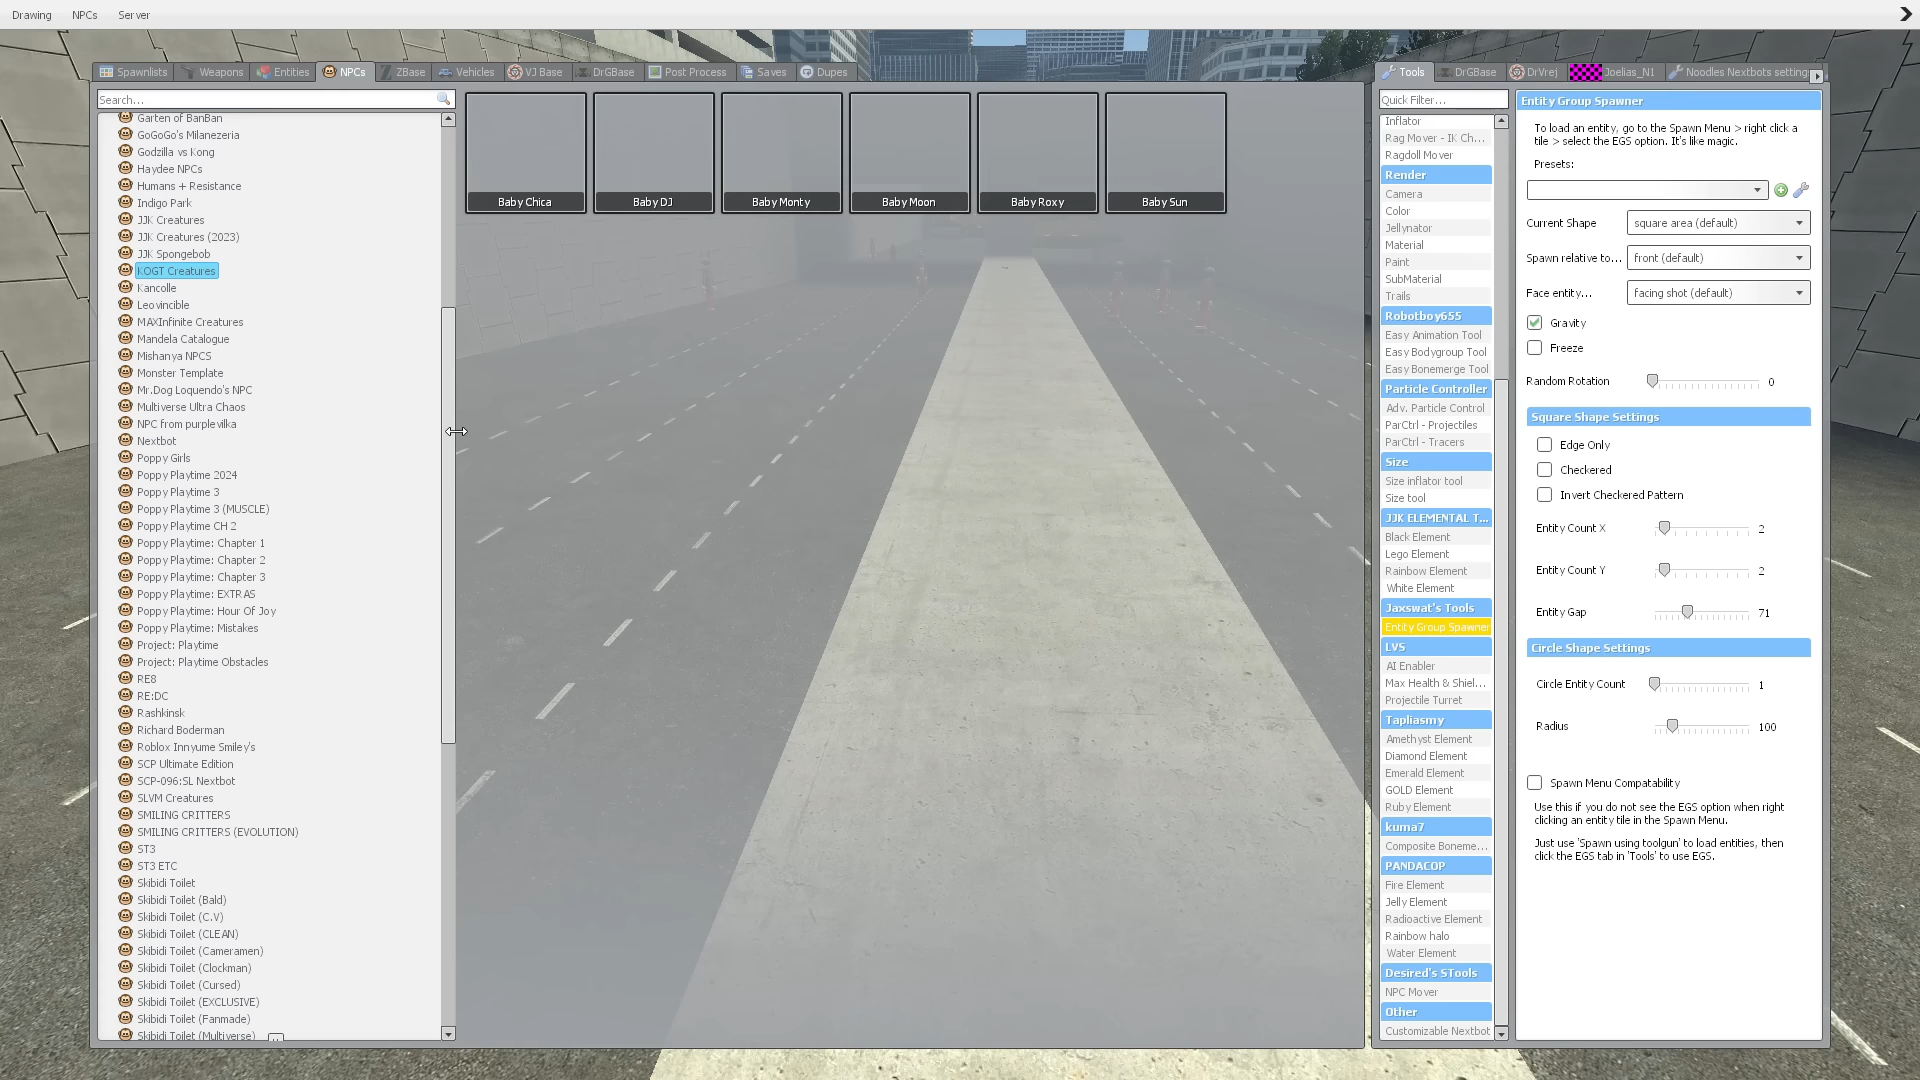 Drawing NPCs Server
Spawnlists Weapons Entities NPCs ZBase Vehicles VJ Base DrGBase Post Process Saves Dupes
Search...
Garten of BanBan
GoGoGo's Milanezeria
Godzilla vs Kong
Haydee NPCs
Humans + Resistance
Indigo Park
JJK Creatures
JJK Creatures (2023)
JJK Spongebob
KOGT Creatures
Kancolle
Leovincible
MAXInfinite Creatures
Mandela Catalogue
Mishanya NPCS
Monster Template
Mr.Dog Loquendo's NPC
Multiverse Ultra Chaos
NPC from purplevilka
Nextbot
Poppy Girls
Poppy Playtime 2024
Poppy Playtime 3
Poppy Playtime 3 (MUSCLE)
Poppy Playtime CH 2
Poppy Playtime: Chapter 1
Poppy Playtime: Chapter 2
Poppy Playtime: Chapter 3
Poppy Playtime: EXTRAS
Poppy Playtime: Hour Of Joy
Poppy Playtime: Mistakes
Project: Playtime
Project: Playtime Obstacles
RE8
RE:DC
Rashkinsk
Richard Boderman
Roblox Innyume Smiley's
SCP Ultimate Edition
SCP-096:SL Nextbot
SLVM Creatures
SMILING CRITTERS
SMILING CRITTERS (EVOLUTION)
ST3
ST3 ETC
Skibidi Toilet
Skibidi Toilet (Bald)
Skibidi Toilet (C.V)
Skibidi Toilet (CLEAN)
Skibidi Toilet (Cameramen)
Skibidi Toilet (Clockman)
Skibidi Toilet (Cursed)
Skibidi Toilet (EXCLUSIVE)
Skibidi Toilet (Fanmade)
Skibidi Toilet (Multiverse)
Baby Chica Baby DJ Baby Monty Baby Moon Baby Roxy Baby Sun
Tools DrGBase DrVrej Joelias_N1 Noodles Nextbots setting
Quick Filter...
Inflator
Rag Mover - IK Ch...
Ragdoll Mover
Render
Camera
Color
Jellynator
Material
Paint
SubMaterial
Trails
Robotboy655
Easy Animation Tool
Easy Bodygroup Tool
Easy Bonemerge Tool
Particle Controller
Adv. Particle Control
ParCtrl - Projectiles
ParCtrl - Tracers
Size
Size inflator tool
Size tool
JJK ELEMENTAL T...
Black Element
Lego Element
Rainbow Element
White Element
Jaxswat's Tools
Entity Group Spawner
LVS
AI Enabler
Max Health & Shiel...
Projectile Turret
Tapliasmy
Amethyst Element
Diamond Element
Emerald Element
GOLD Element
Ruby Element
kuma7
Composite Boneme...
PANDACOP
Fire Element
Jelly Element
Radioactive Element
Rainbow halo
Water Element
Desired's STools
NPC Mover
Other
Customizable Nextbot
Entity Group Spawner
To load an entity, go to the Spawn Menu > right click a
tile > select the EGS option. It's like magic.
Presets:
Current Shape square area (default)
Spawn relative to... front (default)
Face entity... facing shot (default)
Gravity
Freeze
Random Rotation 0
Square Shape Settings
Edge Only
Checkered
Invert Checkered Pattern
Entity Count X 2
Entity Count Y 2
Entity Gap 71
Circle Shape Settings
Circle Entity Count 1
Radius 100
Spawn Menu Compatability
Use this if you do not see the EGS option when right
clicking an entity tile in the Spawn Menu.
Just use 'Spawn using toolgun' to load entities, then
click the EGS tab in 'Tools' to use EGS.